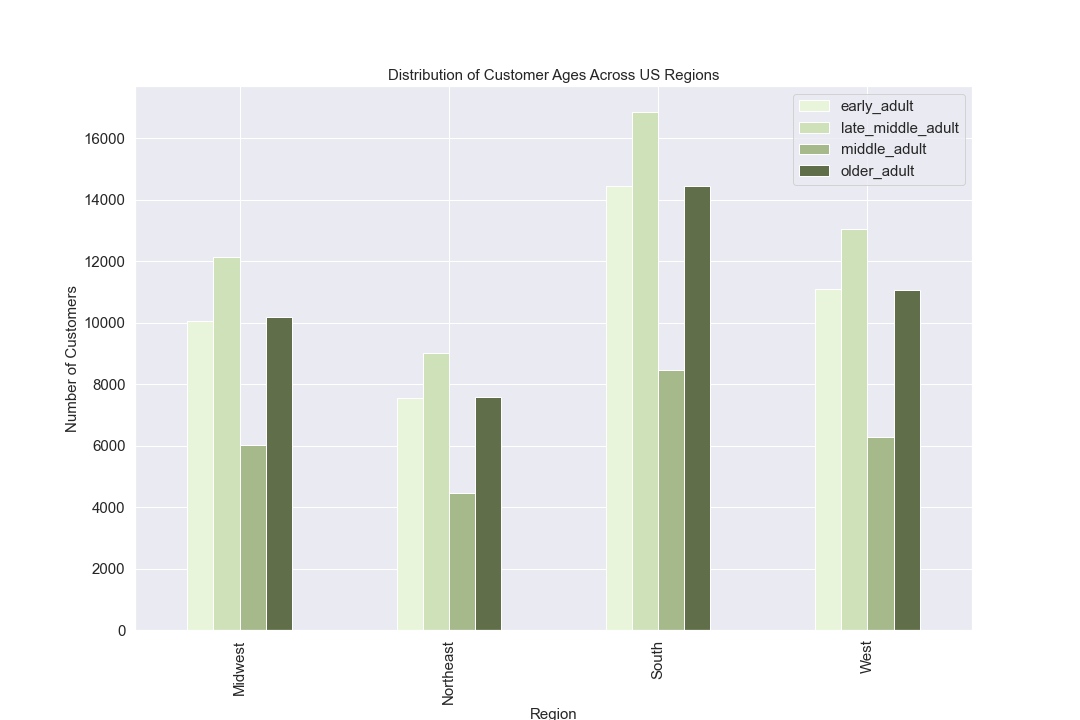 Distribution of Customer Ages Across US Regions
early_adult
late_middle_adult
middle_adult
older_adult
Number of Customers
16000
14000
12000
10000
8000
6000
4000
2000
0
Midwest
Northeast
South
West
Region